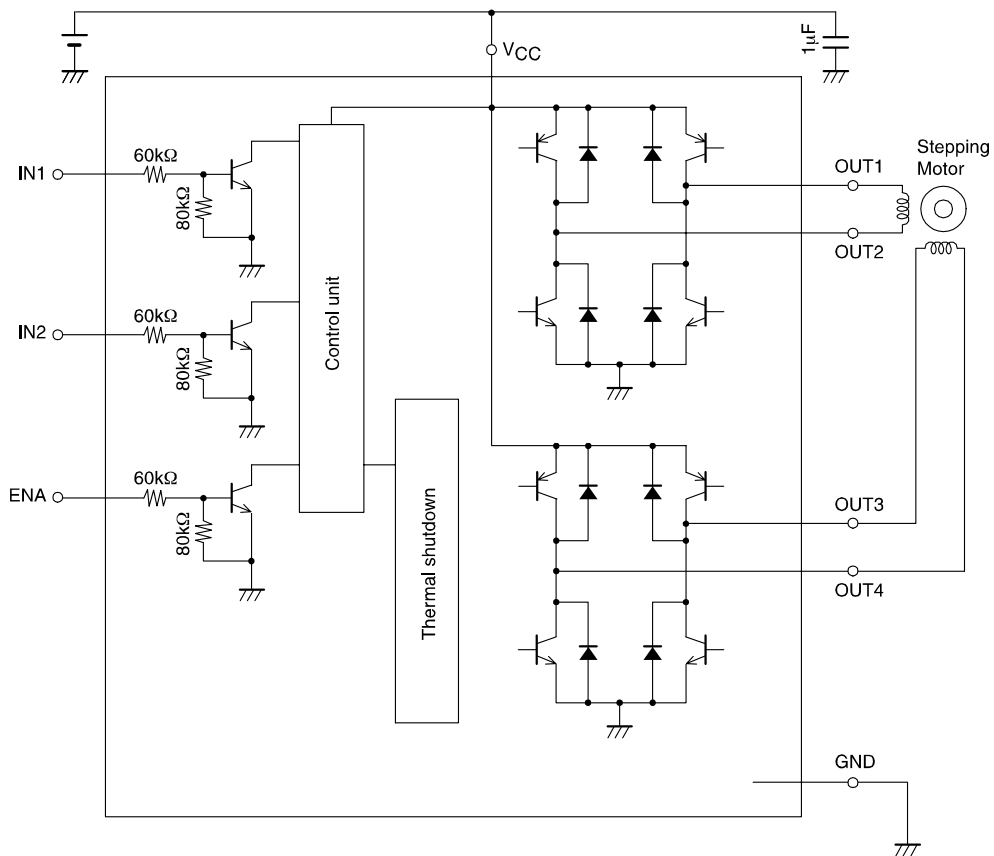 VCC
1µF
IN1
60kΩ
80kΩ
Control unit
OUT1
OUT2
Stepping
Motor
IN2
60kΩ
80kΩ
ENA
60kΩ
80kΩ
Thermal shutdown
OUT3
OUT4
GND